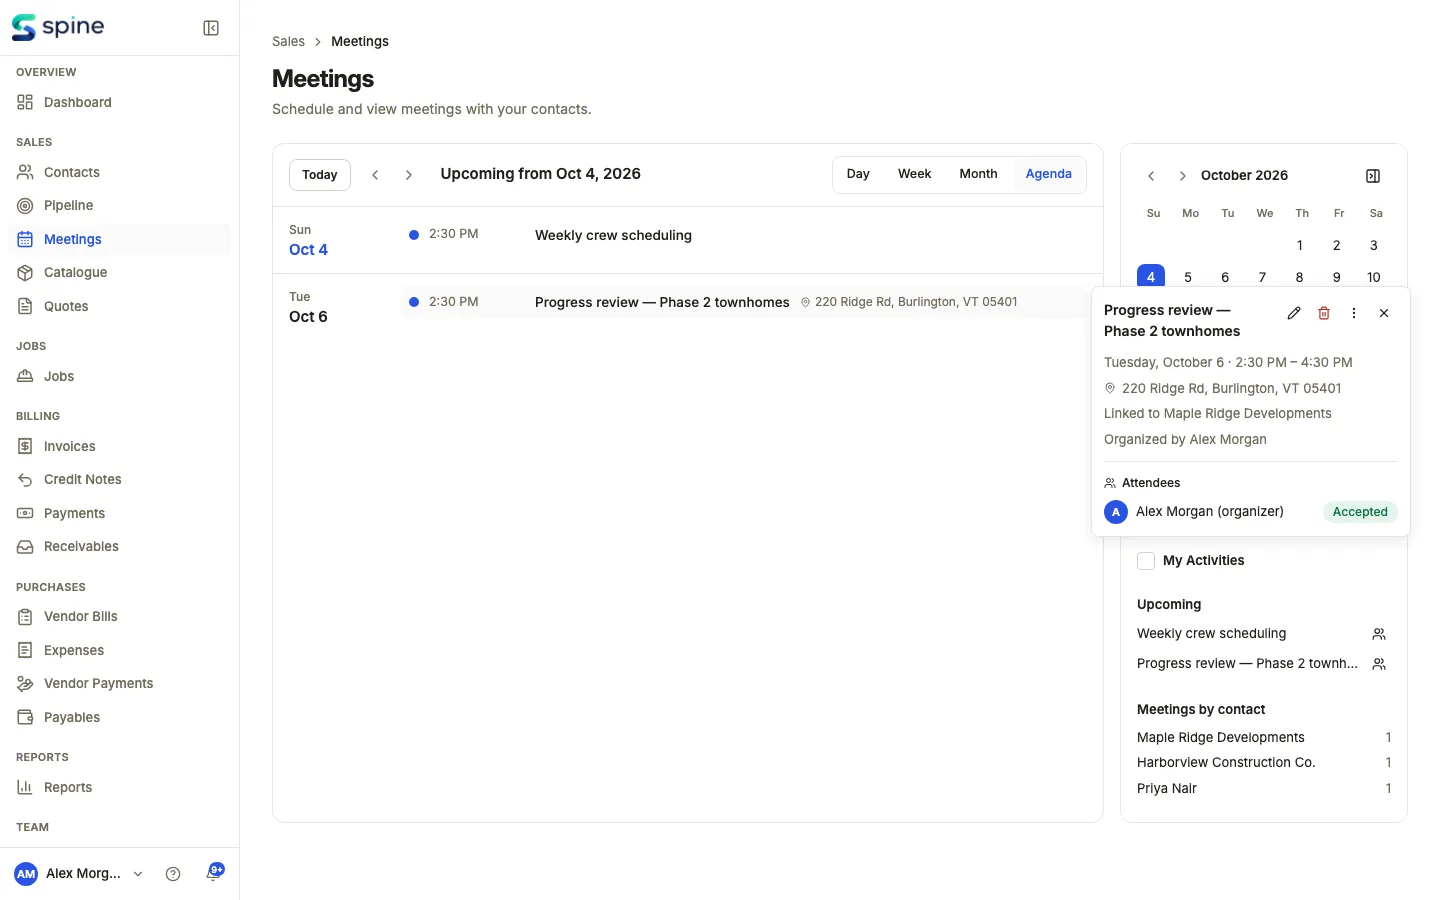 spine
OVERVIEW
Dashboard
SALES
Contacts
Pipeline
Meetings
Catalogue
Quotes
JOBS
Jobs
BILLING
Invoices
Credit Notes
Payments
Receivables
PURCHASES
Vendor Bills
Expenses
Vendor Payments
Payables
REPORTS
Reports
TEAM
AM Alex Morg... 9+
Sales > Meetings
Meetings
Schedule and view meetings with your contacts.
Today Upcoming from Oct 4, 2026 Day Week Month Agenda
Sun
Oct 4
2:30 PM Weekly crew scheduling
Tue
Oct 6
2:30 PM Progress review — Phase 2 townhomes 220 Ridge Rd, Burlington, VT 05401
October 2026
Su Mo Tu We Th Fr Sa
1 2 3
4 5 6 7 8 9 10
Progress review —
Phase 2 townhomes
Tuesday, October 6 · 2:30 PM – 4:30 PM
220 Ridge Rd, Burlington, VT 05401
Linked to Maple Ridge Developments
Organized by Alex Morgan
Attendees
A Alex Morgan (organizer) Accepted
My Activities
Upcoming
Weekly crew scheduling
Progress review — Phase 2 townh...
Meetings by contact
Maple Ridge Developments 1
Harborview Construction Co. 1
Priya Nair 1